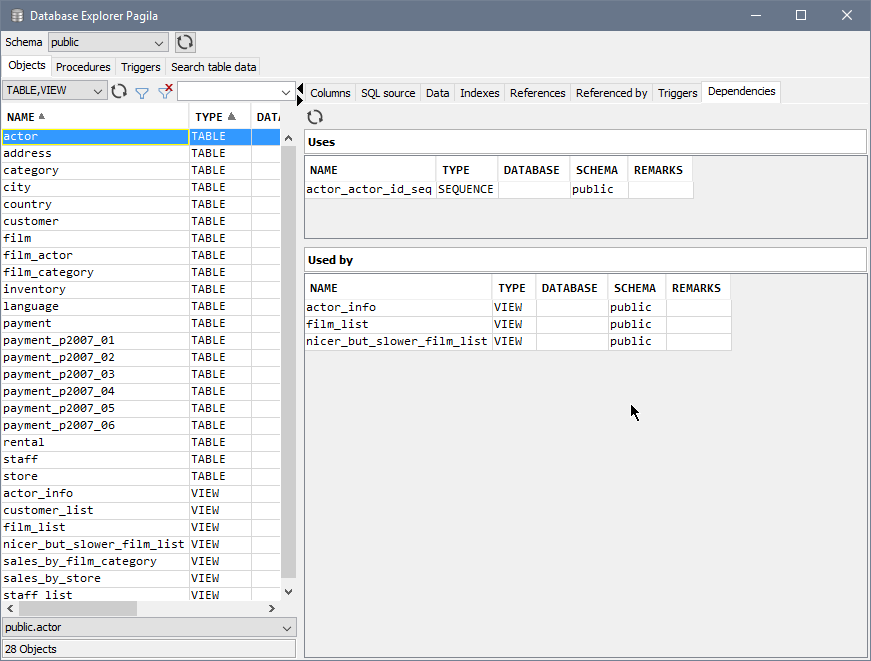 Database Explorer Pagila
Schema public
Objects Procedures Triggers Search table data
TABLE,VIEW
NAME TYPE DATA
actor TABLE
address TABLE
category TABLE
city TABLE
country TABLE
customer TABLE
film TABLE
film_actor TABLE
film_category TABLE
inventory TABLE
language TABLE
payment TABLE
payment_p2007_01 TABLE
payment_p2007_02 TABLE
payment_p2007_03 TABLE
payment_p2007_04 TABLE
payment_p2007_05 TABLE
payment_p2007_06 TABLE
rental TABLE
staff TABLE
store TABLE
actor_info VIEW
customer_list VIEW
film_list VIEW
nicer_but_slower_film_list VIEW
sales_by_film_category VIEW
sales_by_store VIEW
staff_list VIEW
public.actor
28 Objects
Columns SQL source Data Indexes References Referenced by Triggers Dependencies
Uses
NAME TYPE DATABASE SCHEMA REMARKS
actor_actor_id_seq SEQUENCE public
Used by
NAME TYPE DATABASE SCHEMA REMARKS
actor_info VIEW public
film_list VIEW public
nicer_but_slower_film_list VIEW public